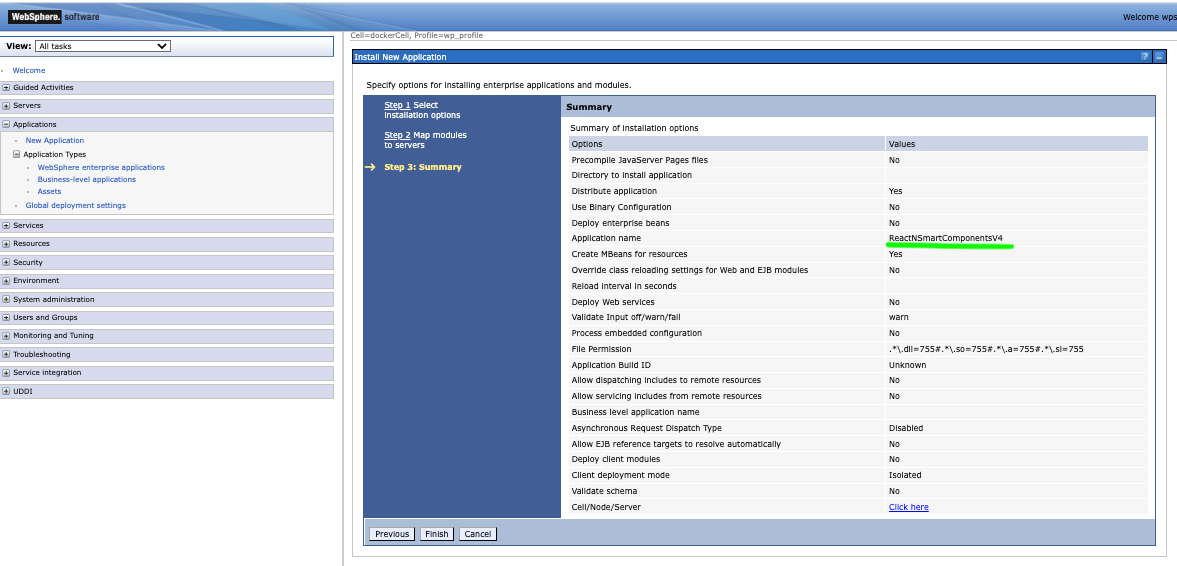 WebSphere. software
Welcome wps
View: All tasks
Cell=dockerCell, Profile=wp_profile
Welcome
Guided Activities
Servers
Applications
New Application
Application Types
WebSphere enterprise applications
Business-level applications
Assets
Global deployment settings
Services
Resources
Security
Environment
System administration
Users and Groups
Monitoring and Tuning
Troubleshooting
Service integration
UDDI
Install New Application
?
Specify options for installing enterprise applications and modules.
Step 1 Select
installation options
Step 2 Map modules
to servers
Step 3: Summary
Summary
Summary of installation options
Options Values
Precompile JavaServer Pages files No
Directory to install application
Distribute application Yes
Use Binary Configuration No
Deploy enterprise beans No
Application name ReactNSmartComponentsV4
Create MBeans for resources Yes
Override class reloading settings for Web and EJB modules No
Reload interval in seconds
Deploy Web services No
Validate Input off/warn/fail warn
Process embedded configuration No
File Permission .*\.dll=755#.*\.so=755#.*\.a=755#.*\.sl=755
Application Build ID Unknown
Allow dispatching includes to remote resources No
Allow servicing includes from remote resources No
Business level application name
Asynchronous Request Dispatch Type Disabled
Allow EJB reference targets to resolve automatically No
Deploy client modules No
Client deployment mode Isolated
Validate schema No
Cell/Node/Server Click here
Previous Finish Cancel